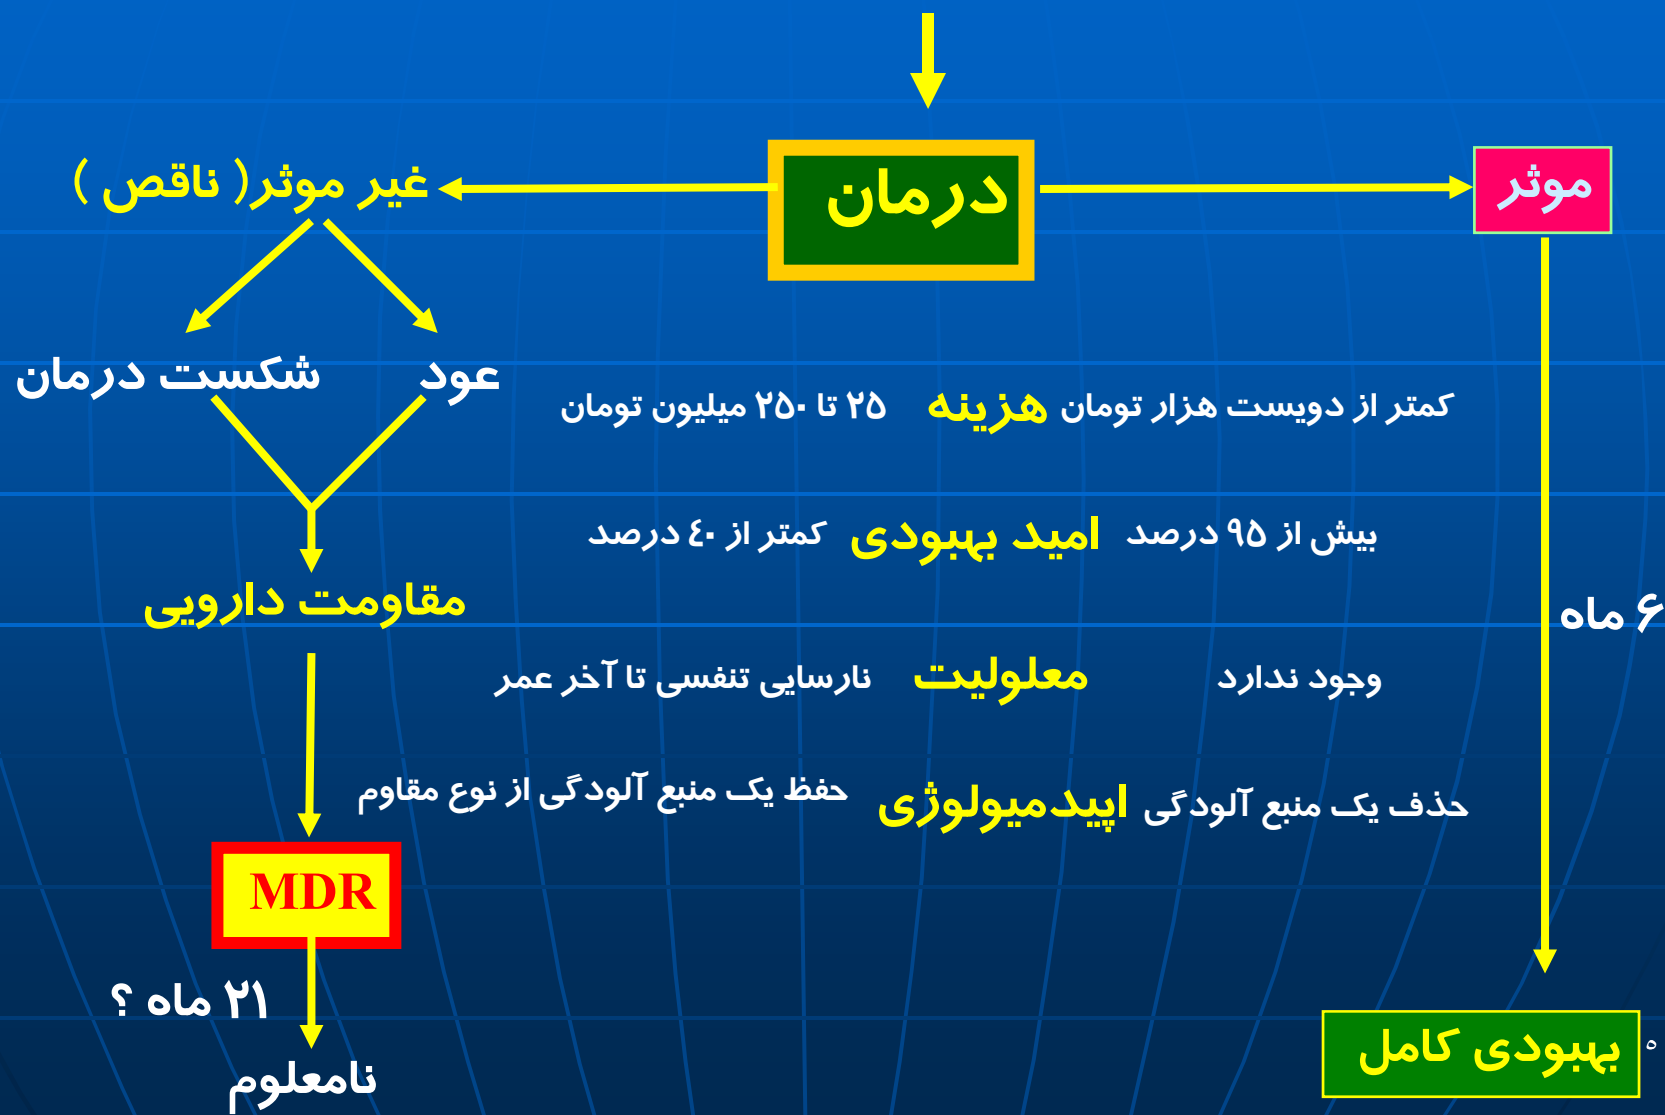 درمان
موثر
غیر موثر( ناقص )
عود
شکست درمان
کمتر از دویست هزار تومان هزینه ۲۵ تا ۲۵۰ میلیون تومان
بیش از ۹۵ درصد امید بهبودی کمتر از ٤۰ درصد
۶ ماه
مقاومت دارویی
وجود ندارد معلولیت نارسایی تنفسی تا آخر عمر
حذف یک منبع آلودگی اپیدمیولوژی حفظ یک منبع آلودگی از نوع مقاوم
MDR
۲۱ ماه ؟
بهبودی کامل
نامعلوم